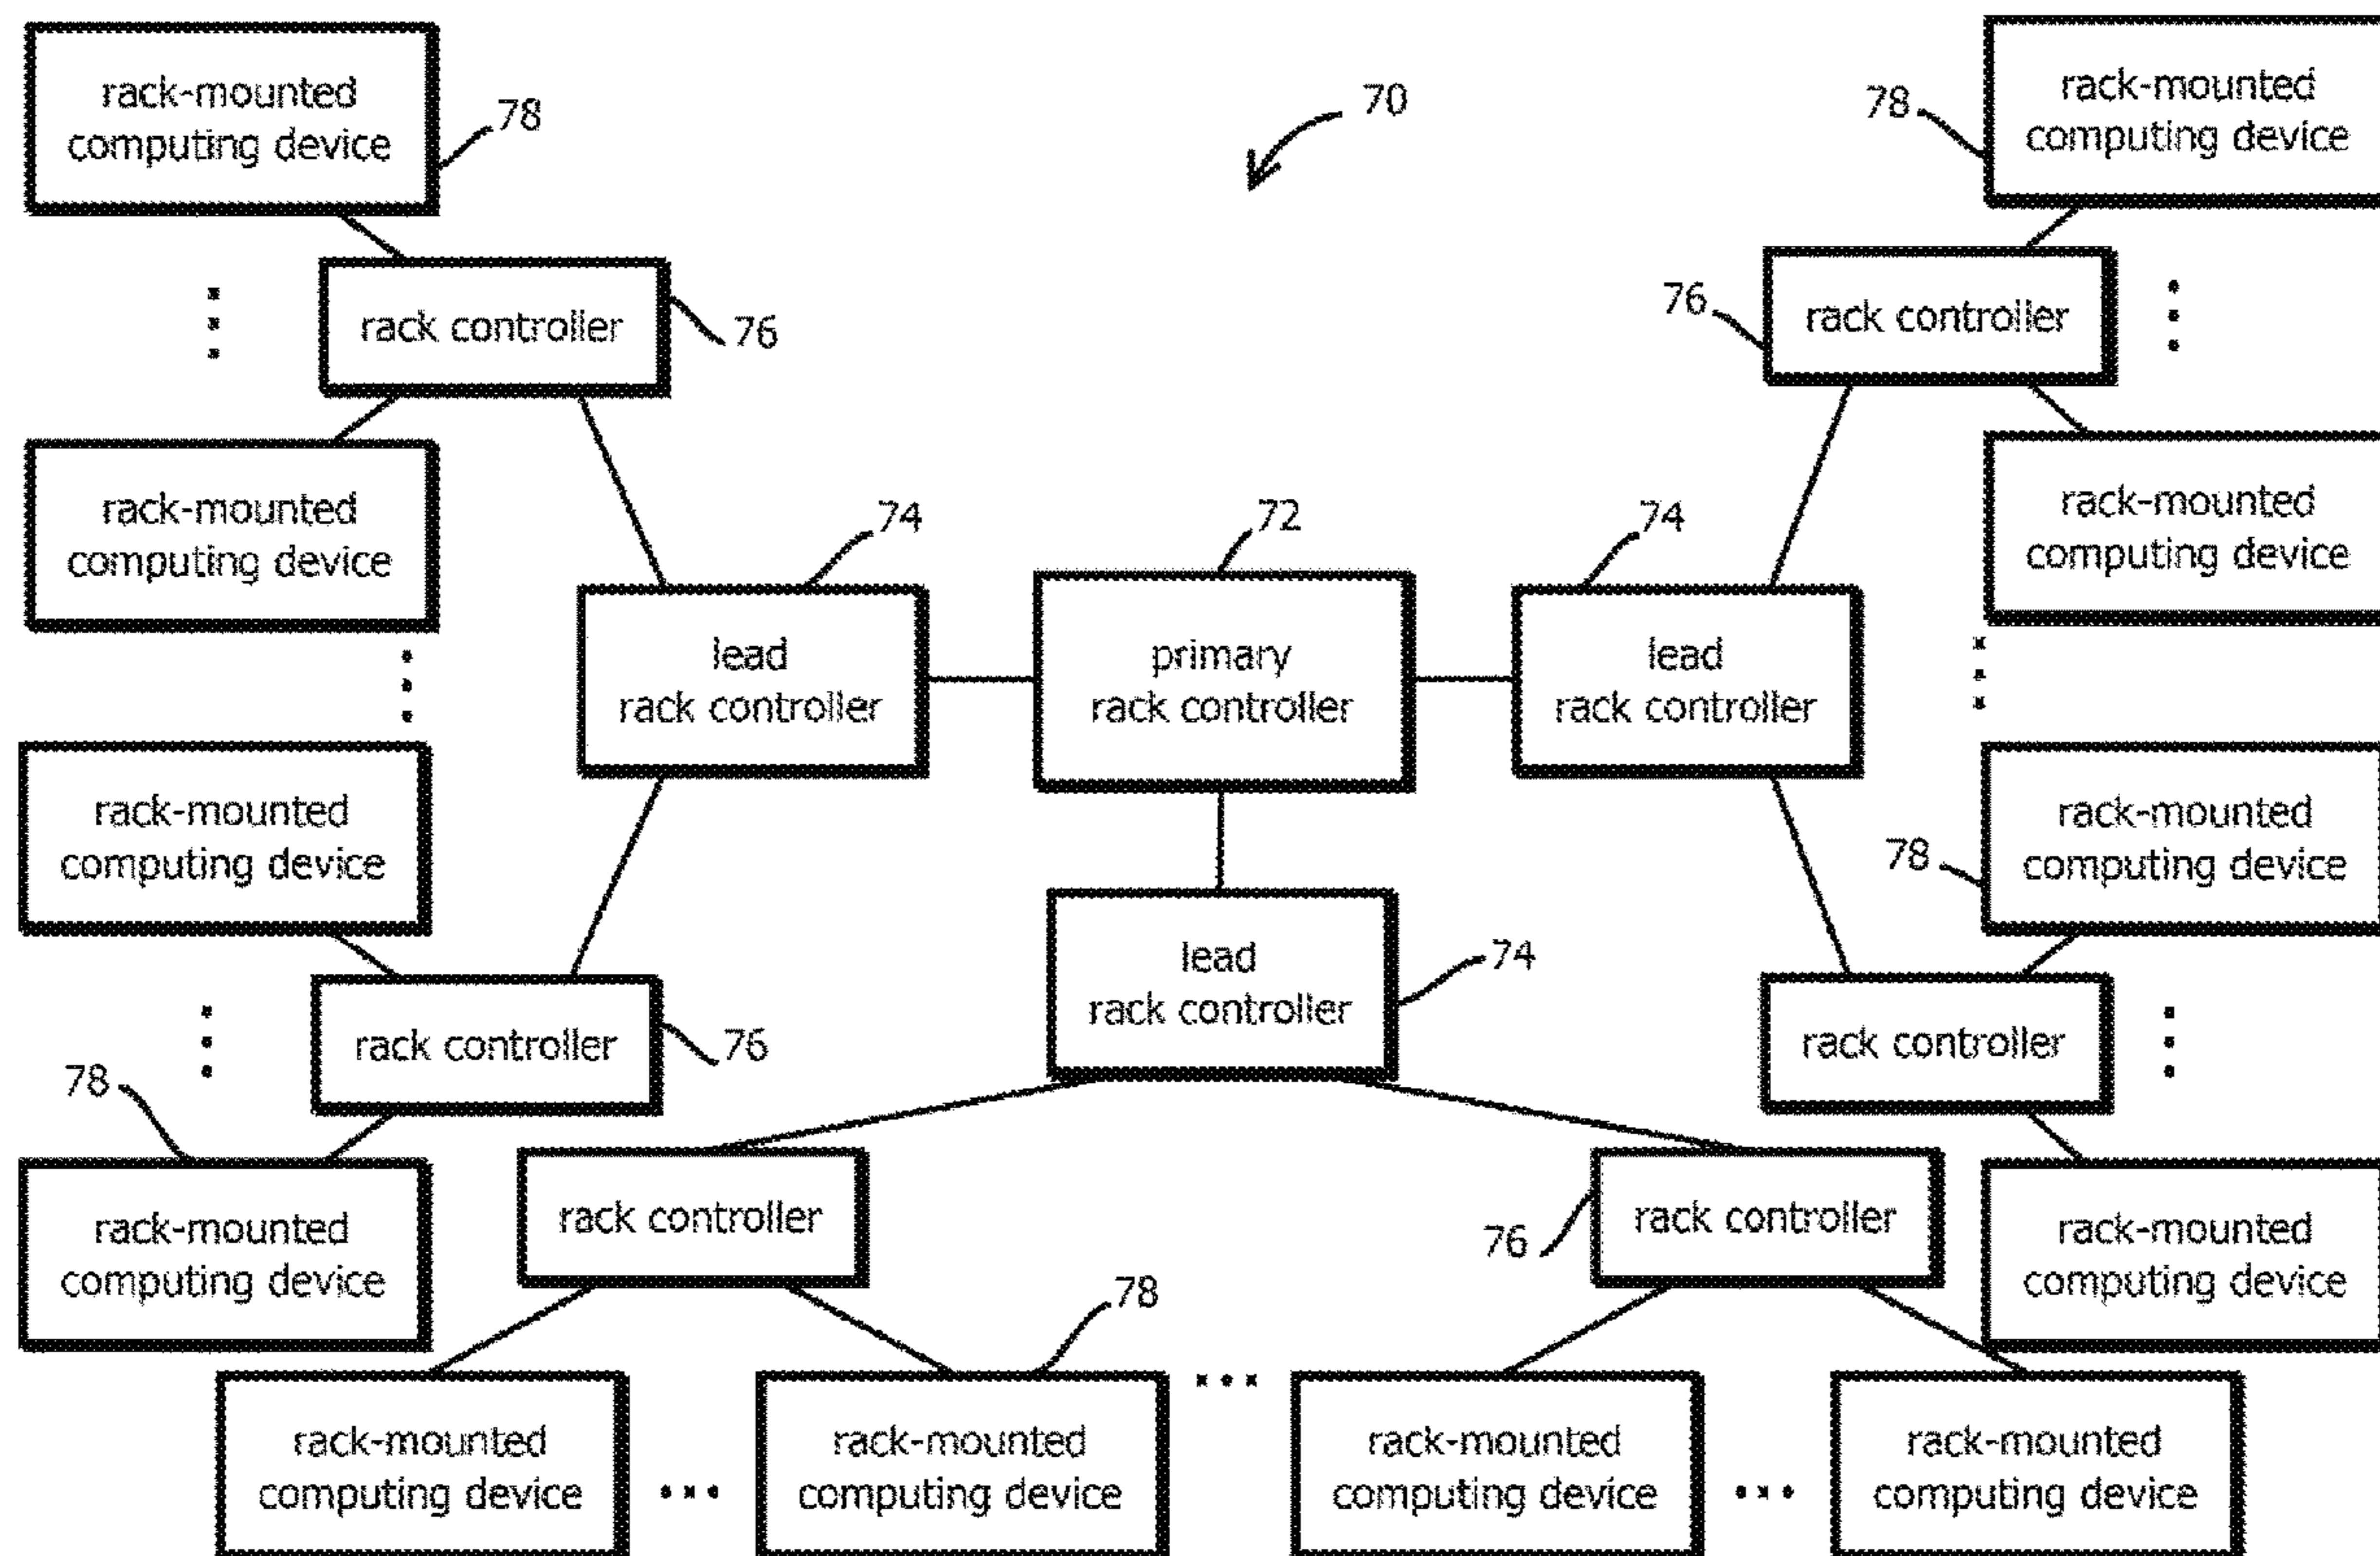 rack-mounted
computing device
78
70
78
rack-mounted
computing device
rack controller
76
76
rack controller
rack-mounted
computing device
rack-mounted
computing device
74
72
74
lead
rack controller
primary
rack controller
lead
rack controller
rack-mounted
computing device
rack-mounted
computing device
78
lead
rack controller
74
rack controller
76
rack controller
78
rack-mounted
computing device
rack controller
76
rack controller
rack-mounted
computing device
78
rack-mounted
computing device
rack-mounted
computing device
rack-mounted
computing device
rack-mounted
computing device